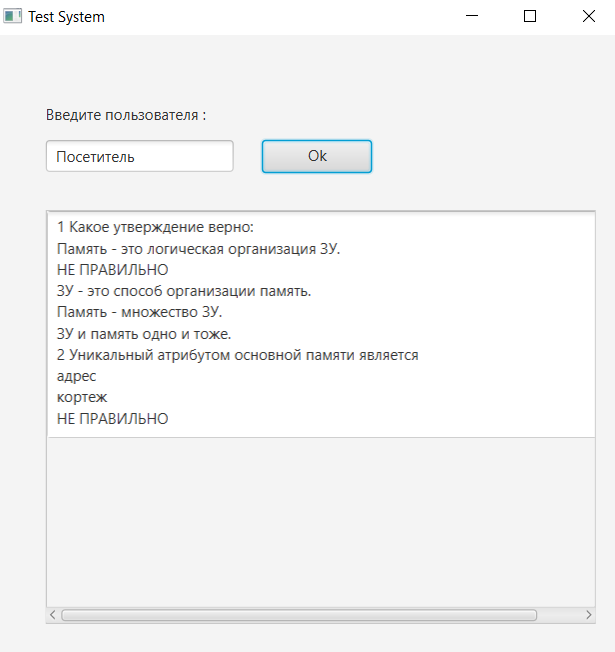 Test System
Введите пользователя :
Посетитель
Ok
1 Какое утверждение верно:
Память - это логическая организация ЗУ.
НЕ ПРАВИЛЬНО
ЗУ - это способ организации память.
Память - множество ЗУ.
ЗУ и память одно и тоже.
2 Уникальный атрибутом основной памяти является
адрес
кортеж
НЕ ПРАВИЛЬНО